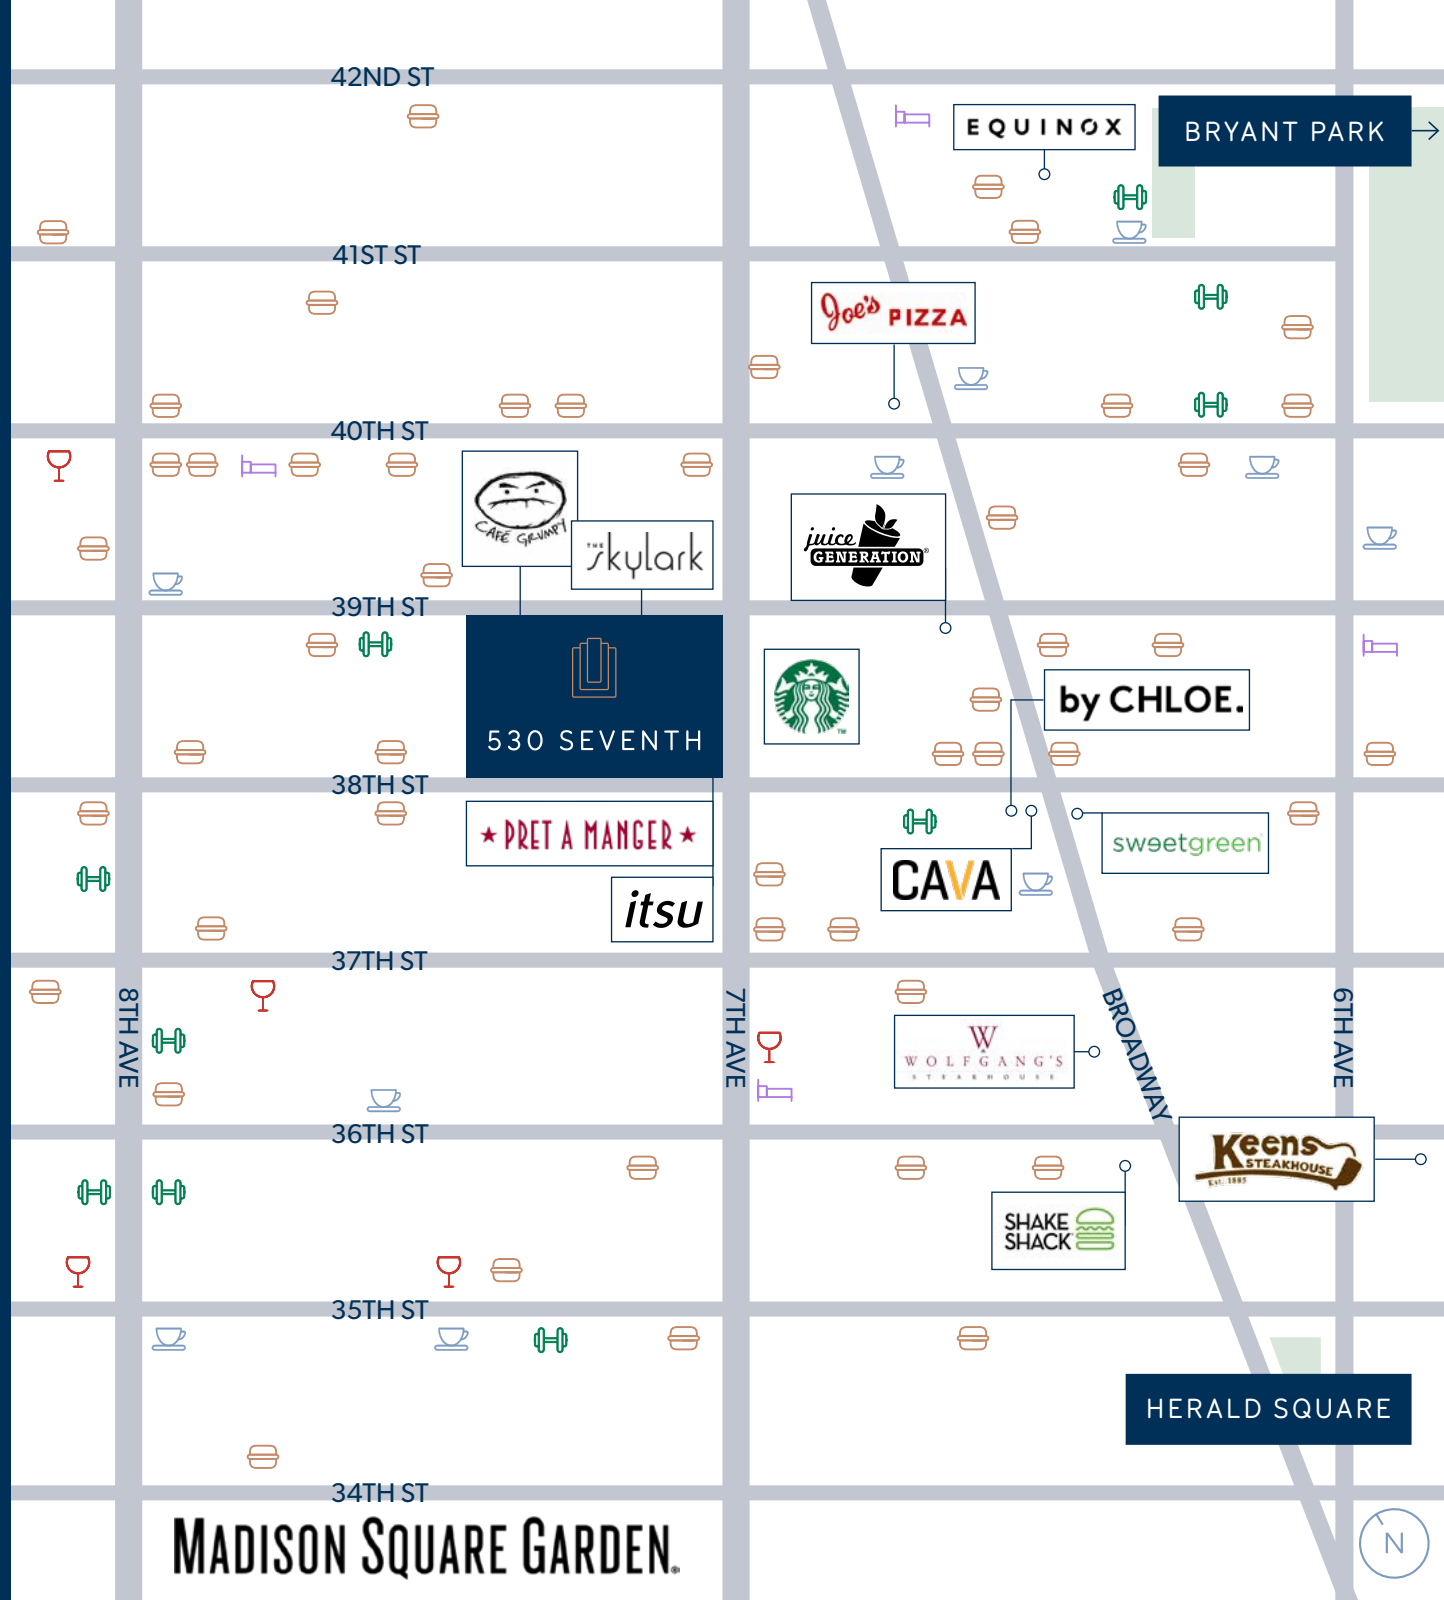 42ND ST
EQUINOX
BRYANT PARK
41ST ST
Joe's PIZZA
40TH ST
CAFÉ GRUMPY
THE
skylark
juice
GENERATION®
39TH ST
530 SEVENTH
TM
by CHLOE.
38TH ST
PRET A MANGER
sweetgreen
CAVA
itsu
37TH ST
8TH AVE
7TH AVE
BROADWAY
6TH AVE
W
WOLFGANG'S
STEAKHOUSE
36TH ST
Keens
STEAKHOUSE
Est. 1885
SHAKE
SHACK
35TH ST
HERALD SQUARE
34TH ST
MADISON SQUARE GARDEN®
N